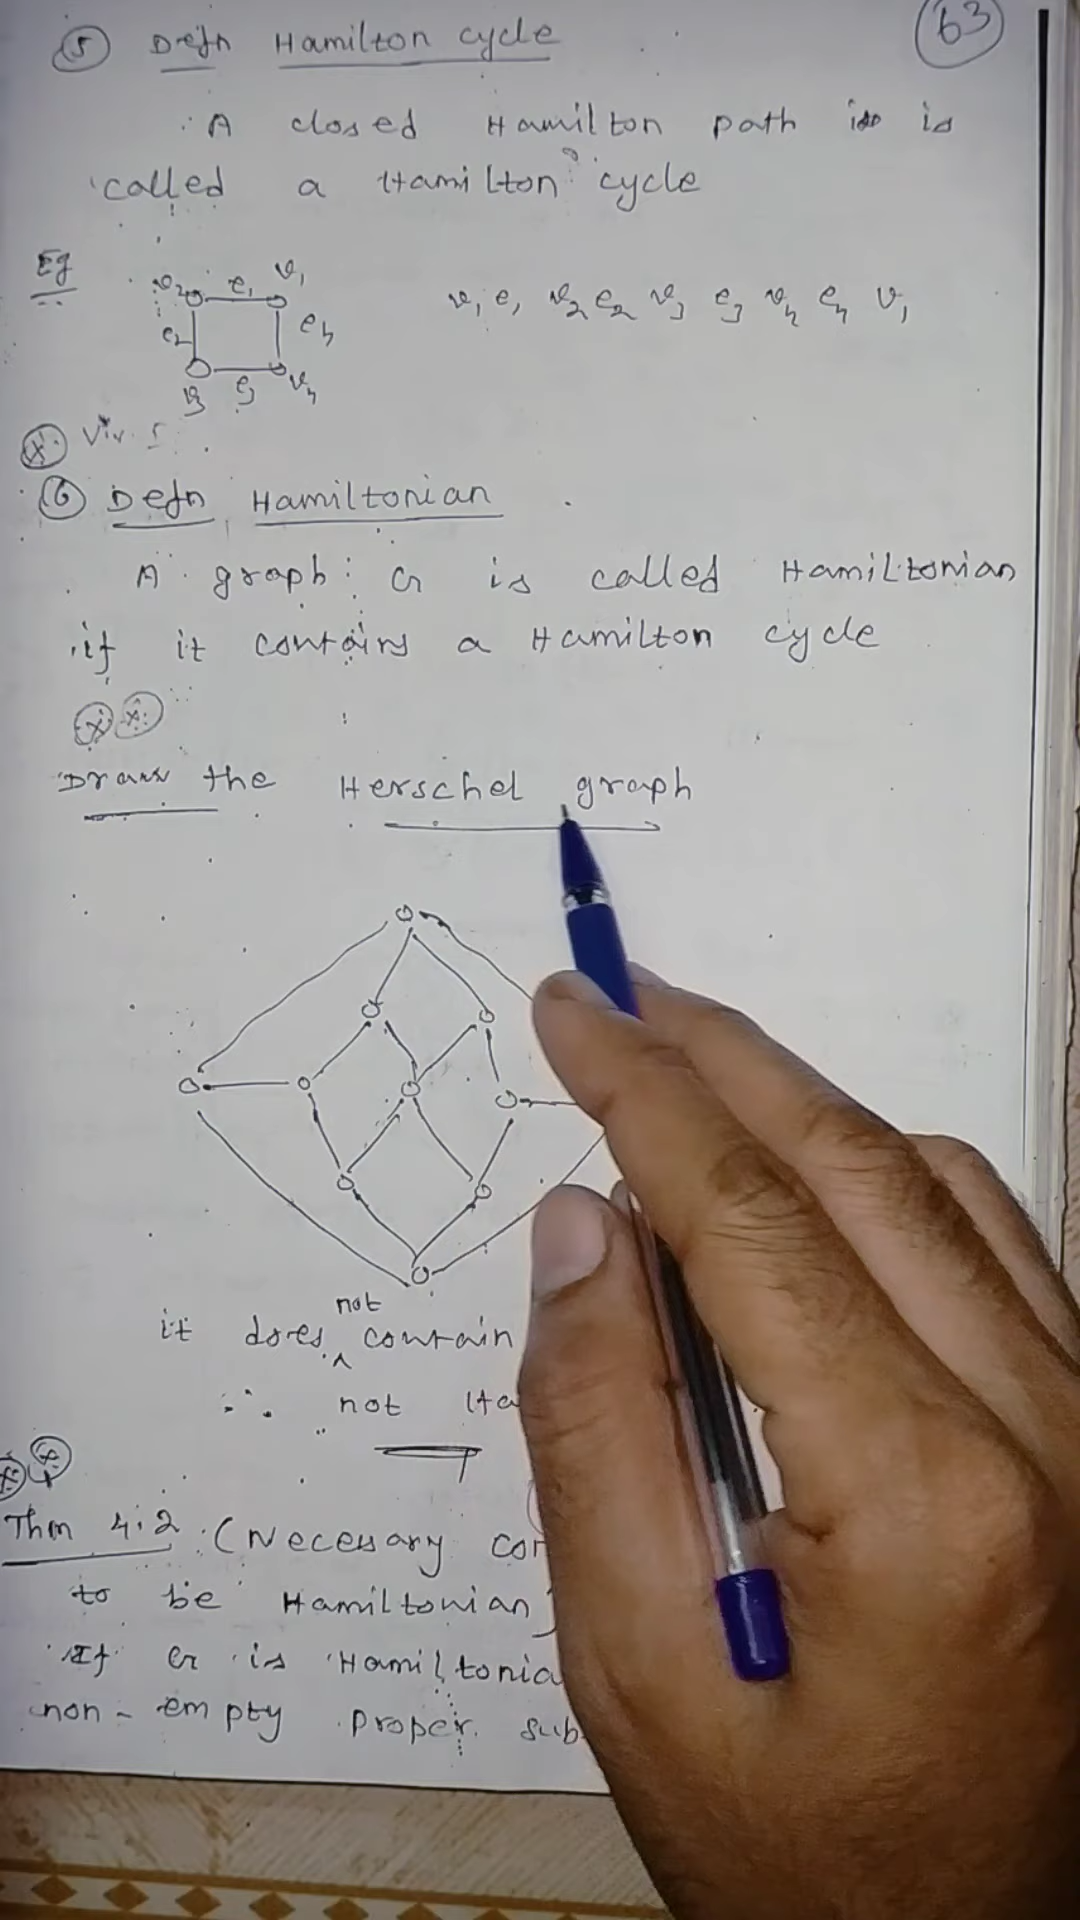 63
5 Defn Hamilton cycle
A closed Hamilton path is
called a Hamilton cycle
Eg
v2 e1 v1
e2 e4
v3 e3 v4
v1 e1 v2 e2 v3 e3 v4 e4 v1
6 Defn Hamiltonian
A graph G is called Hamiltonian
if it contains a Hamilton cycle
Draw the Herschel graph
it does not contain
∴ not Ha
Thm 4.2 (Necessary con
to be Hamiltonian)
If G is Hamiltonia
non-empty proper sub